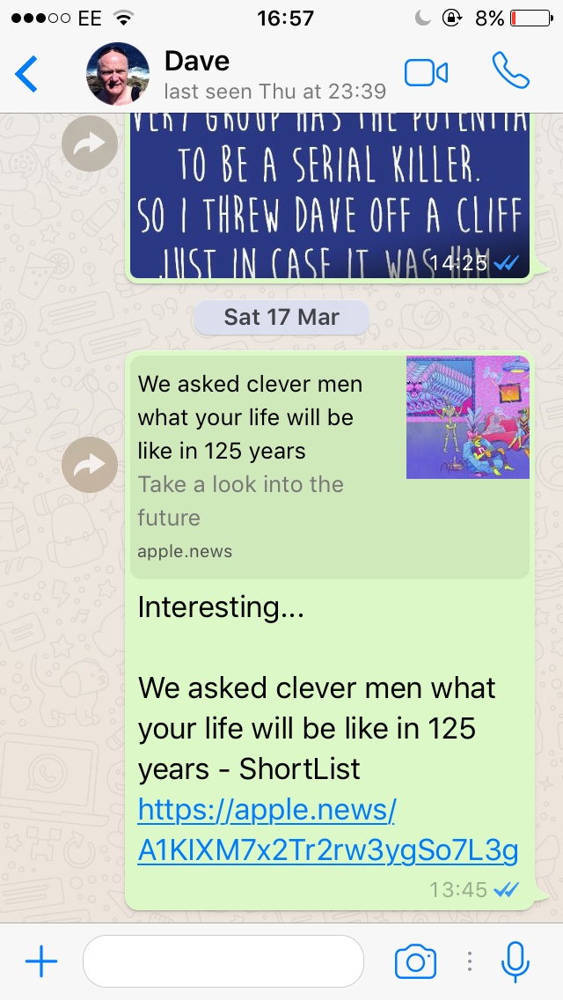 EE 16:57 8%
Dave
last seen Thu at 23:39
VERY GROUP HAS THE POTENTIA
TO BE A SERIAL KILLER.
SO I THREW DAVE OFF A CLIFF
JUST IN CASE IT WAS HIM
14:25
Sat 17 Mar
We asked clever men
what your life will be
like in 125 years
Take a look into the
future
apple.news
Interesting...
We asked clever men what
your life will be like in 125
years - ShortList
https://apple.news/
A1KIXM7x2Tr2rw3ygSo7L3g
13:45